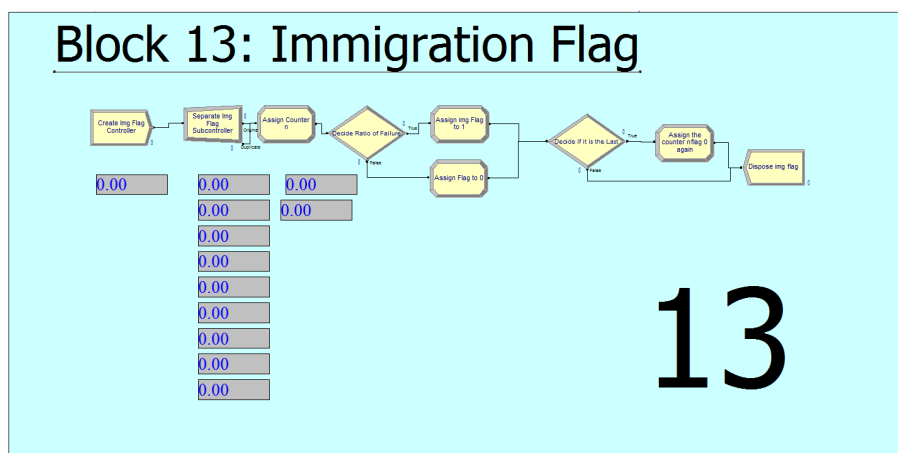 Block 13: Immigration Flag
Create Img Flag
Controller
Separate Img
Flag
Subcontroller
Original
Duplicate
Assign Counter
n
Decide Ratio of Failure
True
False
Assign img Flag
to 1
Assign Flag to 0
Decide if it is the Last
True
False
Assign the
counter nflag 0
again
Dispose img flag
0.00 0.00 0.00
0.00 0.00
0.00
0.00
0.00
0.00
0.00
0.00
0.00
13